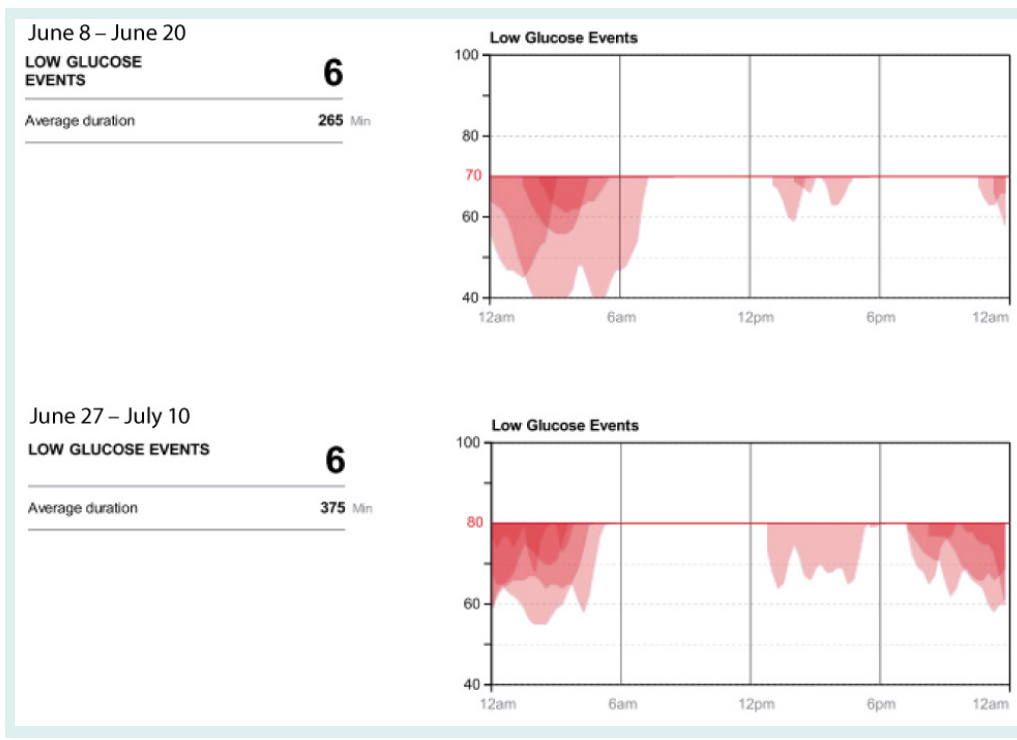 June 8 – June 20
LOW GLUCOSE
EVENTS
6
Average duration
265 Min
Low Glucose Events
100
80
70
60
40
12am
6am
12pm
6pm
12am
June 27 – July 10
LOW GLUCOSE EVENTS
6
Average duration
375 Min
Low Glucose Events
100
80
60
40
12am
6am
12pm
6pm
12am